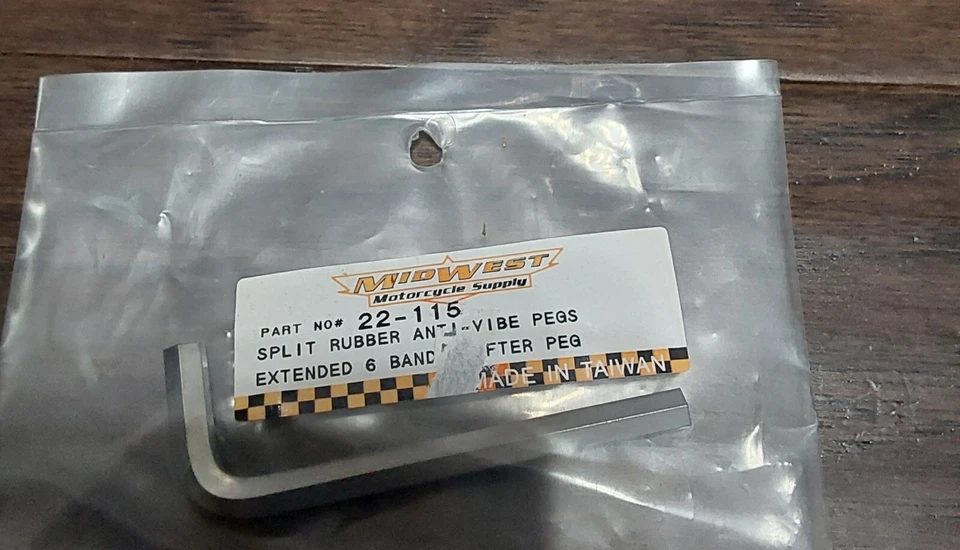 MIDWEST
Motorcycle Supply
PART NO# 22-115
SPLIT RUBBER ANTI-VIBE PEGS
EXTENDED 6 BAND PEG
MADE IN TAIWAN